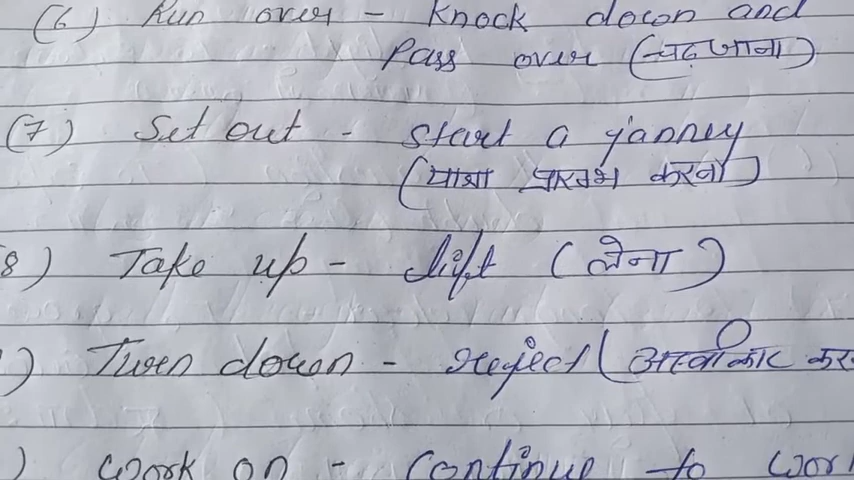 (6) Run over - Knock down and
Pass over (चढ़ जाना)
(7) Set out - Start a janney
(यात्रा प्रारम्भ करना)
8) Take up - lift (लेना)
) Turn down - reject (अस्वीकार कर
) Work on - Continue to wor